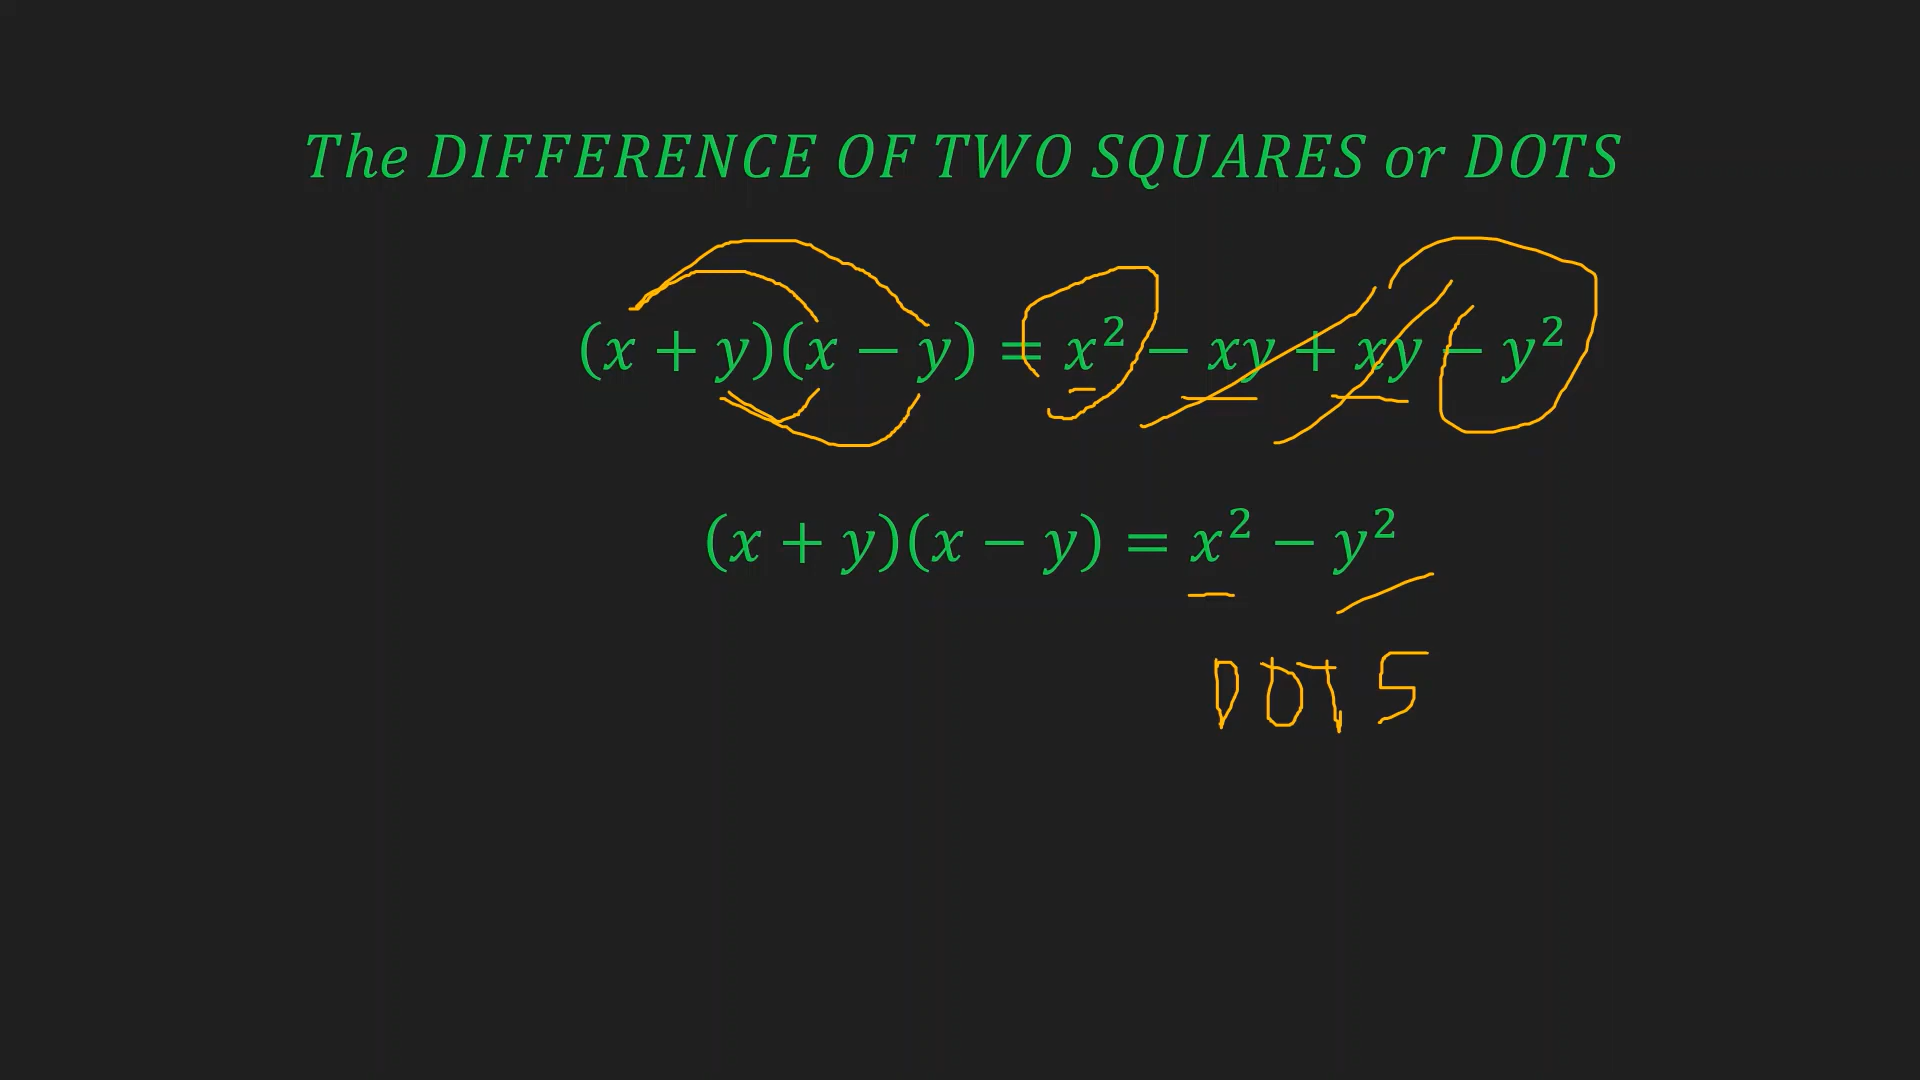 The DIFFERENCE OF TWO SQUARES or DOTS
(x + y)(x − y) = x² − xy + xy − y²
(x + y)(x − y) = x² − y²
DOTS